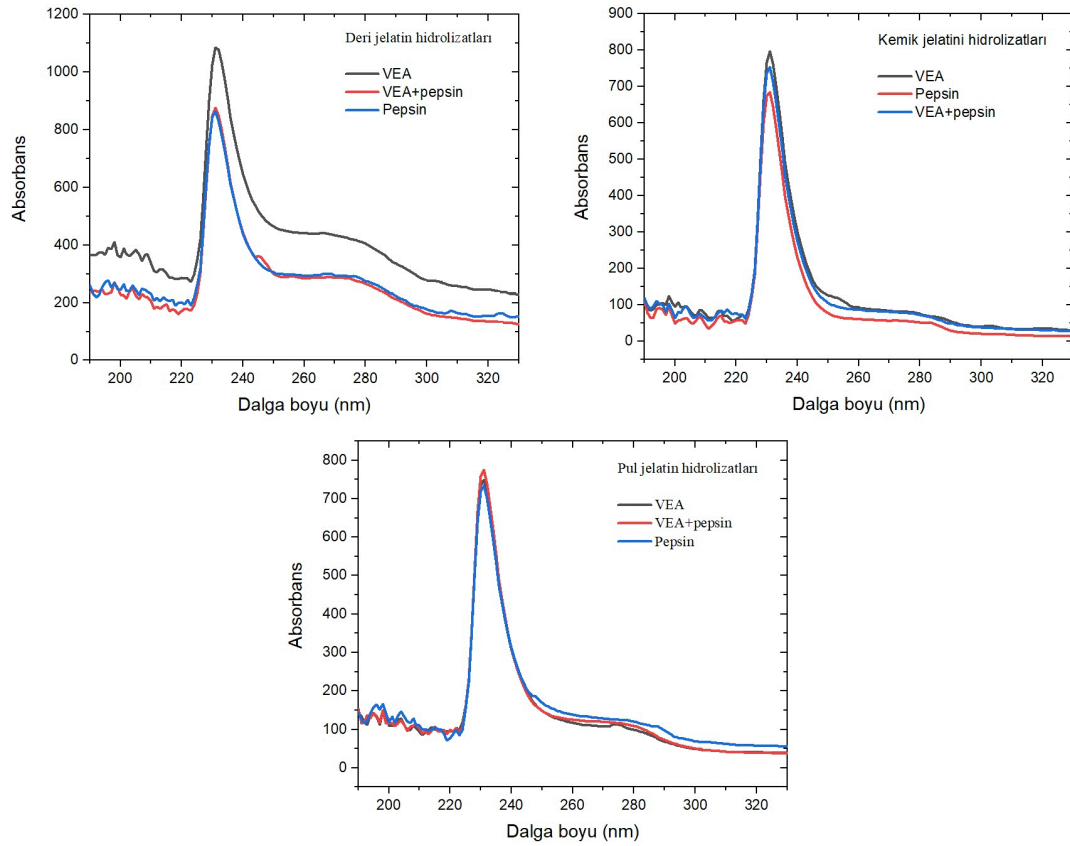 Deri jelatin hidrolizatları
VEA
VEA+pepsin
Pepsin
Absorbans
1200
1000
800
600
400
200
0
200 220 240 260 280 300 320
Dalga boyu (nm)
Kemik jelatini hidrolizatları
VEA
Pepsin
VEA+pepsin
Absorbans
900
800
700
600
500
400
300
200
100
0
200 220 240 260 280 300 320
Dalga boyu (nm)
Pul jelatin hidrolizatları
VEA
VEA+pepsin
Pepsin
Absorbans
800
700
600
500
400
300
200
100
0
200 220 240 260 280 300 320
Dalga boyu (nm)